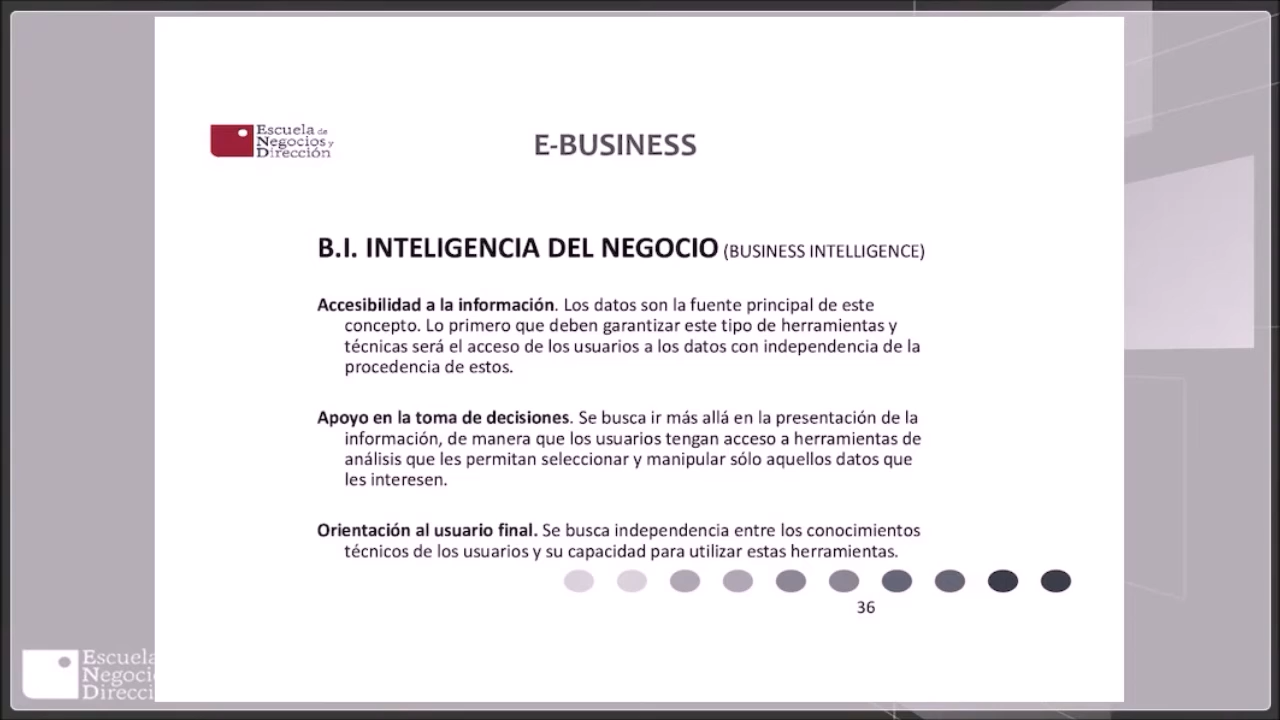 Escuela de
Negocios y
Dirección
E-BUSINESS
B.I. INTELIGENCIA DEL NEGOCIO (BUSINESS INTELLIGENCE)
Accesibilidad a la información. Los datos son la fuente principal de este
concepto. Lo primero que deben garantizar este tipo de herramientas y
técnicas será el acceso de los usuarios a los datos con independencia de la
procedencia de estos.
Apoyo en la toma de decisiones. Se busca ir más allá en la presentación de la
información, de manera que los usuarios tengan acceso a herramientas de
análisis que les permitan seleccionar y manipular sólo aquellos datos que
les interesen.
Orientación al usuario final. Se busca independencia entre los conocimientos
técnicos de los usuarios y su capacidad para utilizar estas herramientas.
36
Escuela
Negoci
Direcci